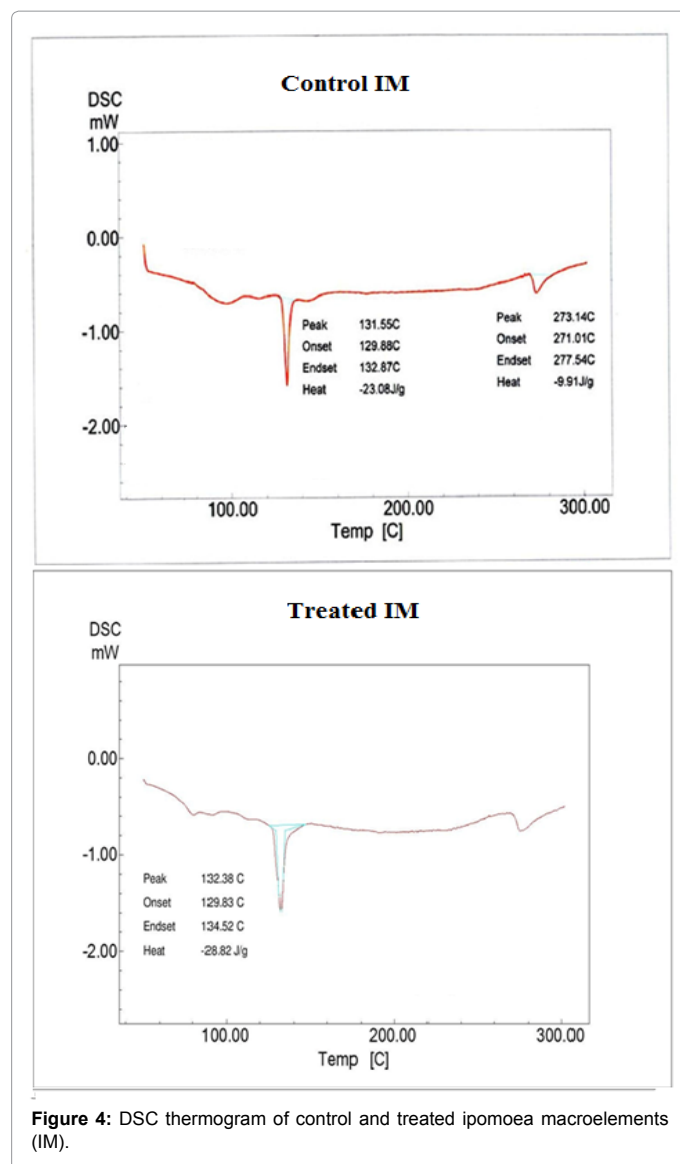 Control IM
DSC
mW
1.00
0.00
-1.00
-2.00
Peak 131.55C
Onset 129.88C
Endset 132.87C
Heat -23.08J/g
Peak 273.14C
Onset 271.01C
Endset 277.54C
Heat -9.91J/g
100.00 200.00 300.00
Temp [C]
Treated IM
DSC
mW
0.00
-1.00
-2.00
Peak 132.38 C
Onset 129.83 C
Endset 134.52 C
Heat -28.82 J/g
100.00 200.00 300.00
Temp [C]
Figure 4: DSC thermogram of control and treated ipomoea macroelements
(IM).